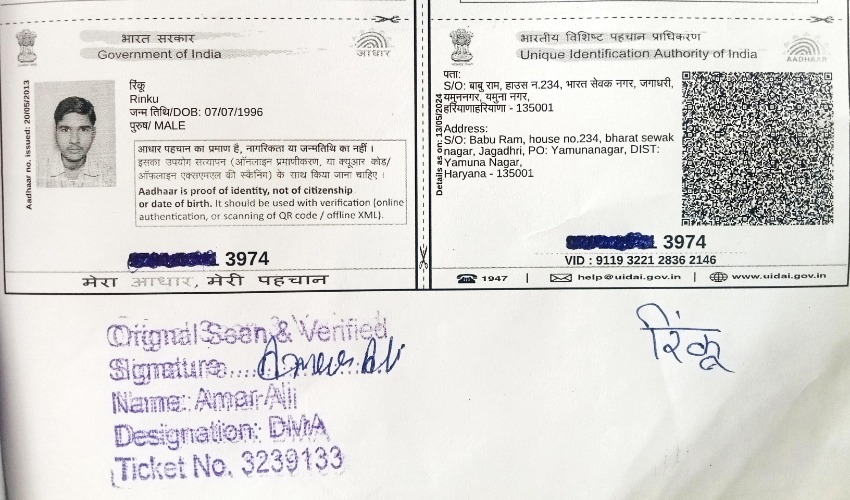 भारत सरकार
Government of India
आधार
Aadhaar no. issued: 20/05/2013
रिंकू
Rinku
जन्म तिथि/DOB: 07/07/1996
पुरुष/ MALE
आधार पहचान का प्रमाण है, नागरिकता या जन्मतिथि का नहीं ।
इसका उपयोग सत्यापन (ऑनलाइन प्रमाणीकरण, या क्यूआर कोड/
ऑफ़लाइन एक्सएमएल की स्कैनिंग) के साथ किया जाना चाहिए ।
Aadhaar is proof of identity, not of citizenship
or date of birth. It should be used with verification (online
authentication, or scanning of QR code / offline XML).
3974
मेरा आधार, मेरी पहचान
भारतीय विशिष्ट पहचान प्राधिकरण
Unique Identification Authority of India
AADHAAR
Details as on: 13/05/2024
पता:
S/O: बाबु राम, हाउस न.234, भारत सेवक नगर, जगाधरी,
यमुननगर, यमुना नगर,
हरियाणाहरियाणा - 135001
Address:
S/O: Babu Ram, house no,234, bharat sewak
nagar, Jagadhri, PO: Yamunanagar, DIST:
Yamuna Nagar,
Haryana - 135001
3974
VID : 9119 3221 2836 2146
1947 | help@uidai.gov.in | www.uidai.gov.in
Orignal Seen & Verified
Signature....
Name: Amar Ali
Designation: DMA
Ticket No. 3239133
रिंकू